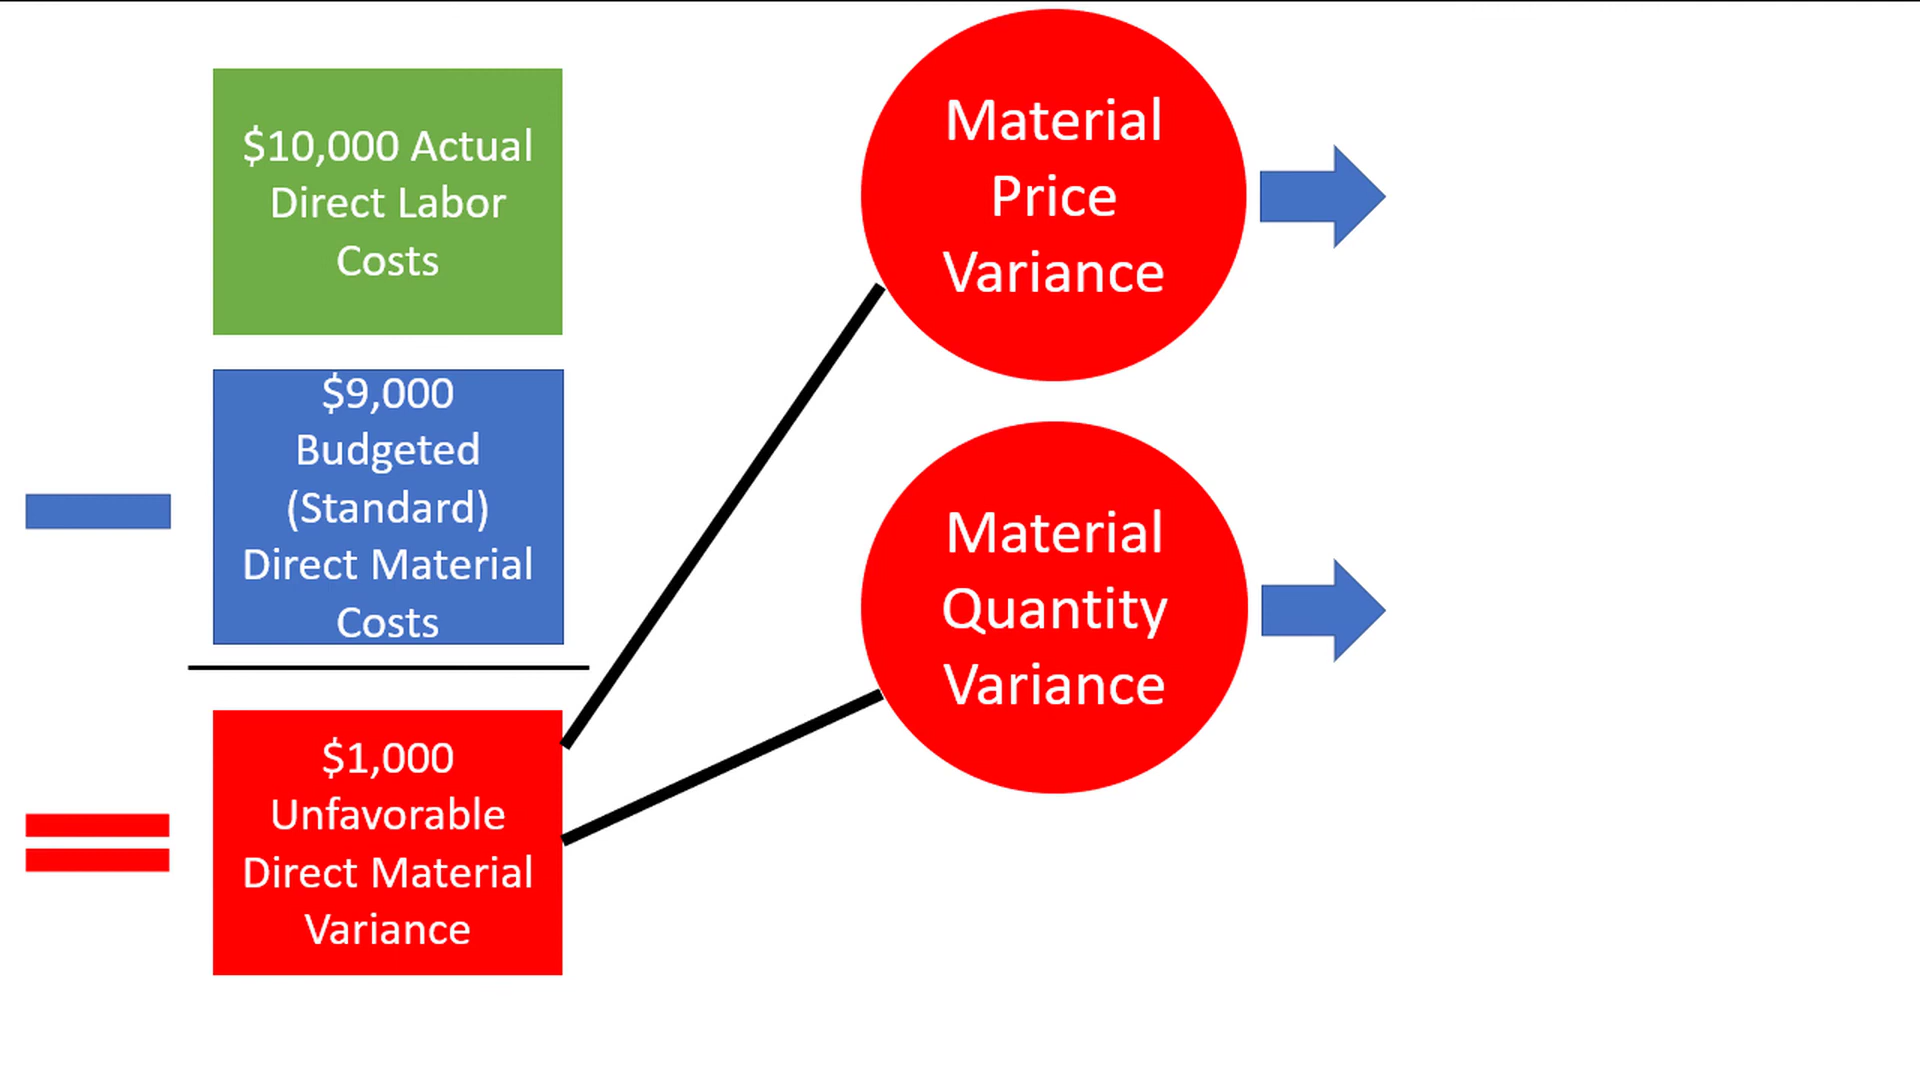 $10,000 Actual
Direct Labor
Costs
$9,000
Budgeted
(Standard)
Direct Material
Costs
$1,000
Unfavorable
Direct Material
Variance
Material
Price
Variance
Material
Quantity
Variance